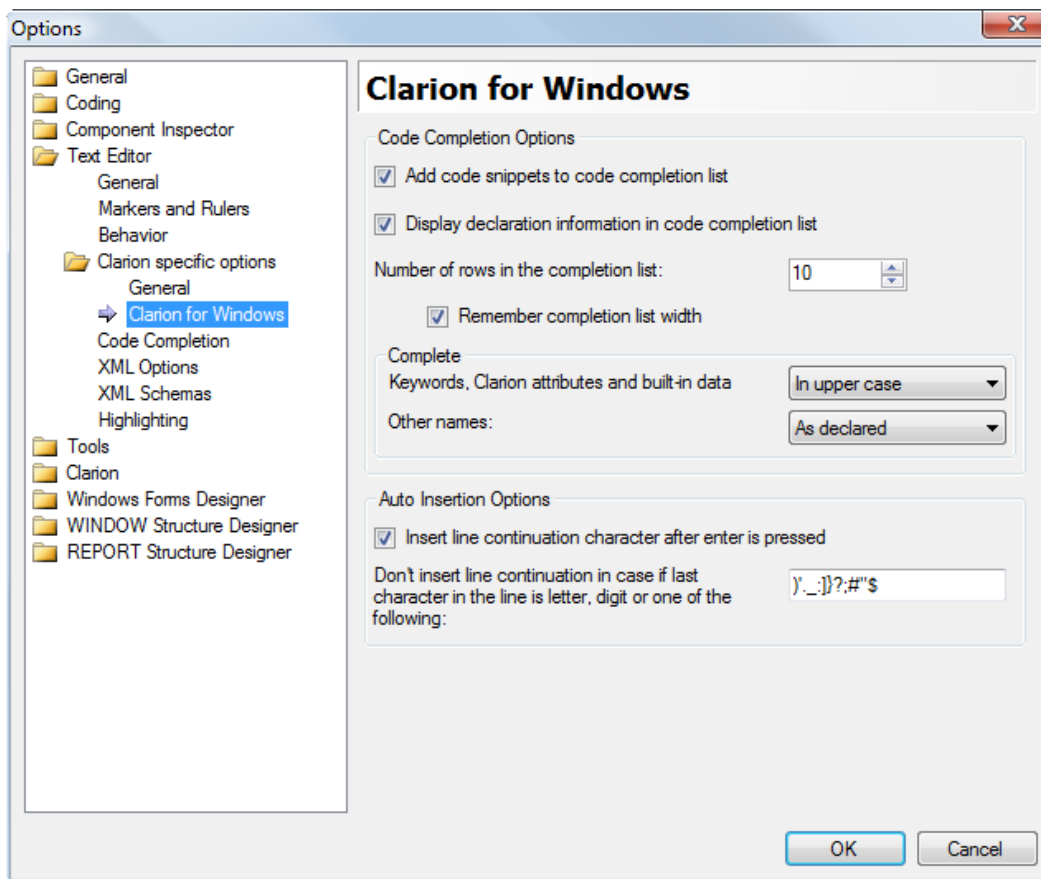 Options
General
Coding
Component Inspector
Text Editor
General
Markers and Rulers
Behavior
Clarion specific options
General
Clarion for Windows
Code Completion
XML Options
XML Schemas
Highlighting
Tools
Clarion
Windows Forms Designer
WINDOW Structure Designer
REPORT Structure Designer
Clarion for Windows
Code Completion Options
Add code snippets to code completion list
Display declaration information in code completion list
Number of rows in the completion list: 10
Remember completion list width
Complete
Keywords, Clarion attributes and built-in data In upper case
Other names: As declared
Auto Insertion Options
Insert line continuation character after enter is pressed
Don't insert line continuation in case if last
character in the line is letter, digit or one of the
following:
)'._:]}?;#"$
OK Cancel